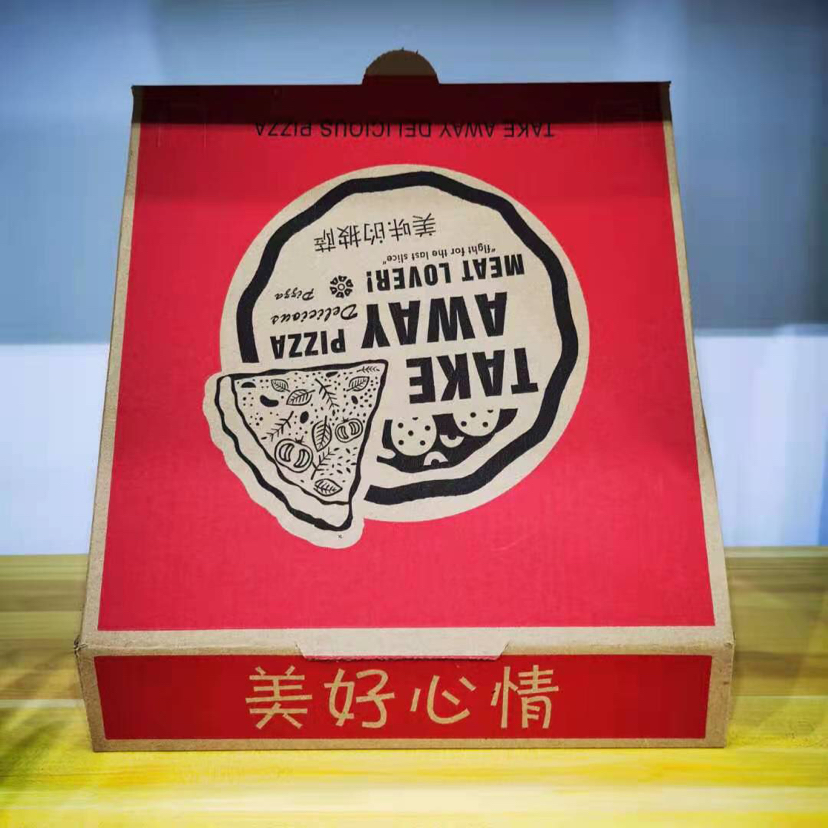 TAKE AWAY DELICIOUS PIZZA
TAKE
AWAY PIZZA
Delicious
MEAT LOVER! Pizza
"fight for the last slice"
美味的披萨
美好心情